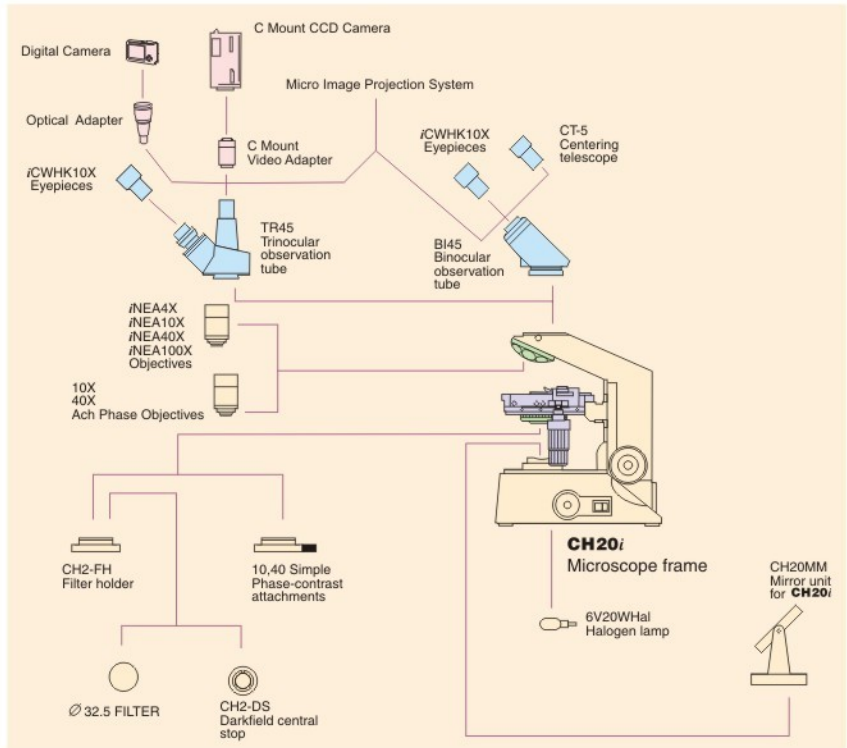 C Mount CCD Camera
Digital Camera
Micro Image Projection System
Optical Adapter
C Mount
Video Adapter
iCWHK10X
Eyepieces
CT-5
Centering
telescope
iCWHK10X
Eyepieces
TR45
Trinocular
observation
tube
BI45
Binocular
observation
tube
iNEA4X
iNEA10X
iNEA40X
iNEA100X
Objectives
10X
40X
Ach Phase Objectives
CH20i
Microscope frame
CH2-FH
Filter holder
10,40 Simple
Phase-contrast
attachments
CH20MM
Mirror unit
for CH20i
6V20WHal
Halogen lamp
Ø 32.5 FILTER
CH2-DS
Darkfield central
stop